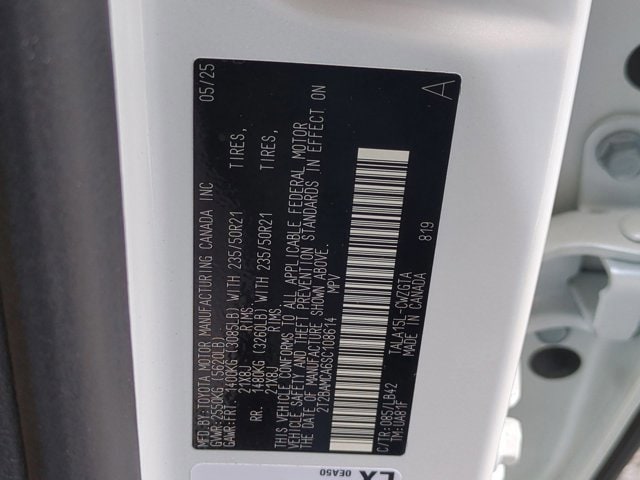 MFD.BY:TOYOTA MOTOR MANUFACTURING CANADA INC 05/25
GVWR:2550KG (5620LB)
GAWR:FRT. 1400KG (3085LB) WITH 235/50R21 TIRES,
21X8J RIMS
RR. 1480KG (3260LB) WITH 235/50R21 TIRES,
21X8J RIMS
THIS VEHICLE CONFORMS TO ALL APPLICABLE FEDERAL MOTOR
VEHICLE SAFETY AND THEFT PREVENTION STANDARDS IN EFFECT ON
THE DATE OF MANUFACTURE SHOWN ABOVE.
2T2BAMCA6SC108614 MPV
C/TR:085/LB42 TALA15L-CWZGTA 819
TM:UA81F MADE IN CANADA
A
EX
0EA50